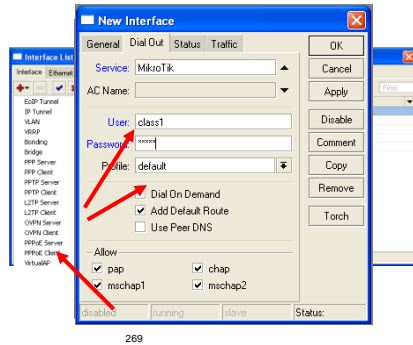 New Interface
General Dial Out Status Traffic
Service: MikroTik
AC Name:
User: class1
Password: *****
Profile: default
Dial On Demand
Add Default Route
Use Peer DNS
Allow
pap chap
mschap1 mschap2
disabled running slave Status:
OK
Cancel
Apply
Disable
Comment
Copy
Remove
Torch
Interface List
Interface Ethernet
Find
EoIP Tunnel
IP Tunnel
VLAN
VRRP
Bonding
Bridge
PPP Server
PPP Client
PPTP Server
PPTP Client
L2TP Server
L2TP Client
OVPN Server
OVPN Client
PPPoE Server
PPPoE Client
VirtualAP
269